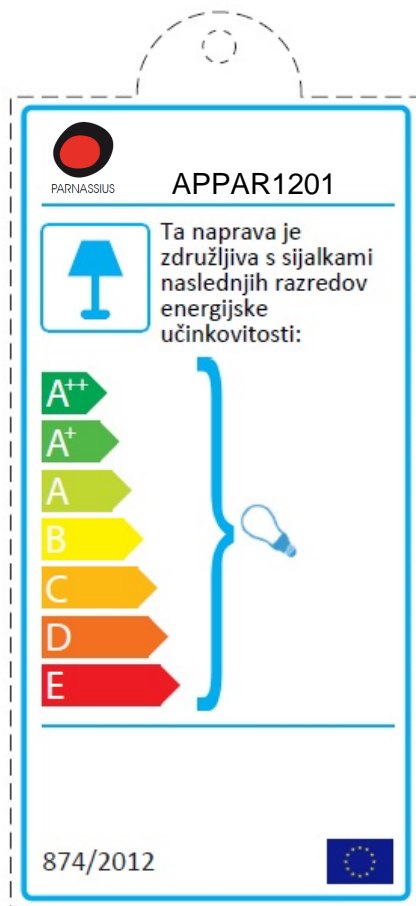 PARNASSIUS
APPAR1201
Ta naprava je
združljiva s sijalkami
naslednjih razredov
energijske
učinkovitosti:
A++
A+
A
B
C
D
E
874/2012